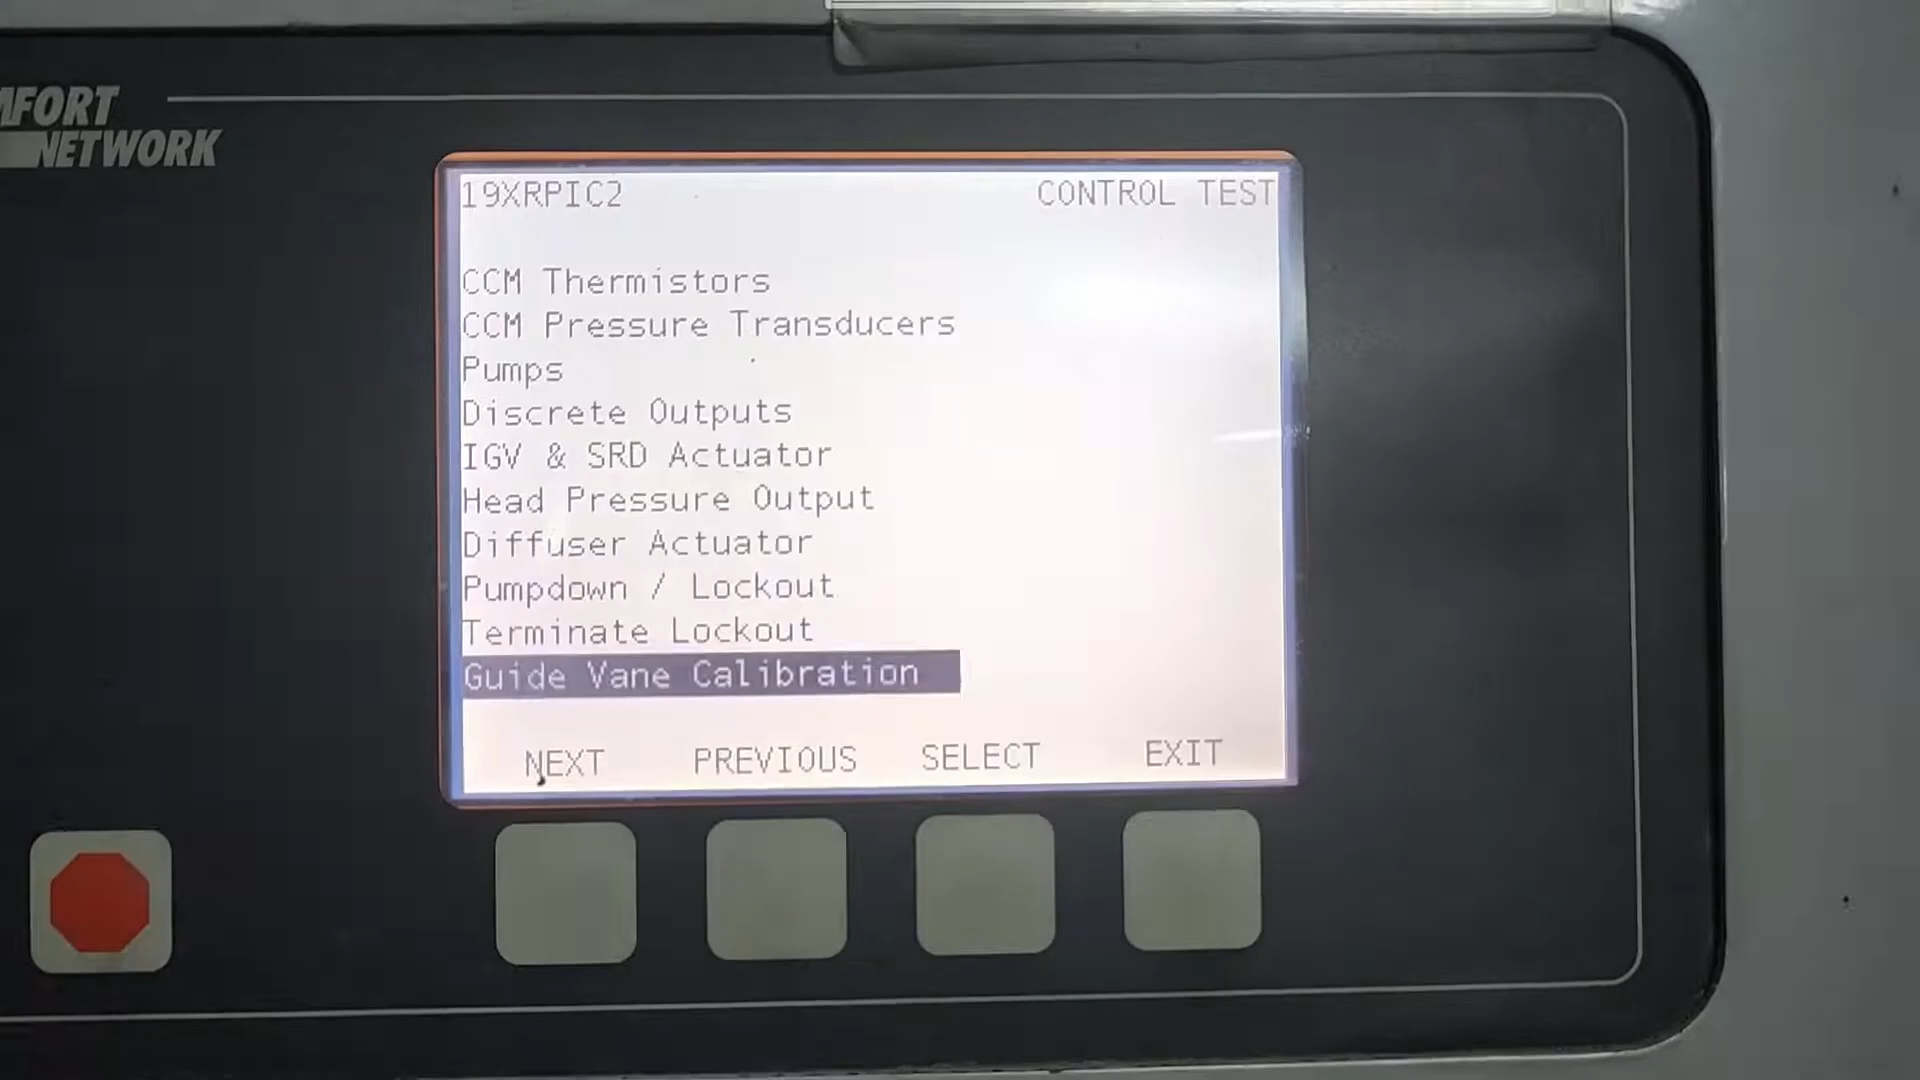 NETWORK
19XRPIC2 CONTROL TEST
CCM Thermistors
CCM Pressure Transducers
Pumps
Discrete Outputs
IGV & SRD Actuator
Head Pressure Output
Diffuser Actuator
Pumpdown / Lockout
Terminate Lockout
Guide Vane Calibration
NEXT PREVIOUS SELECT EXIT